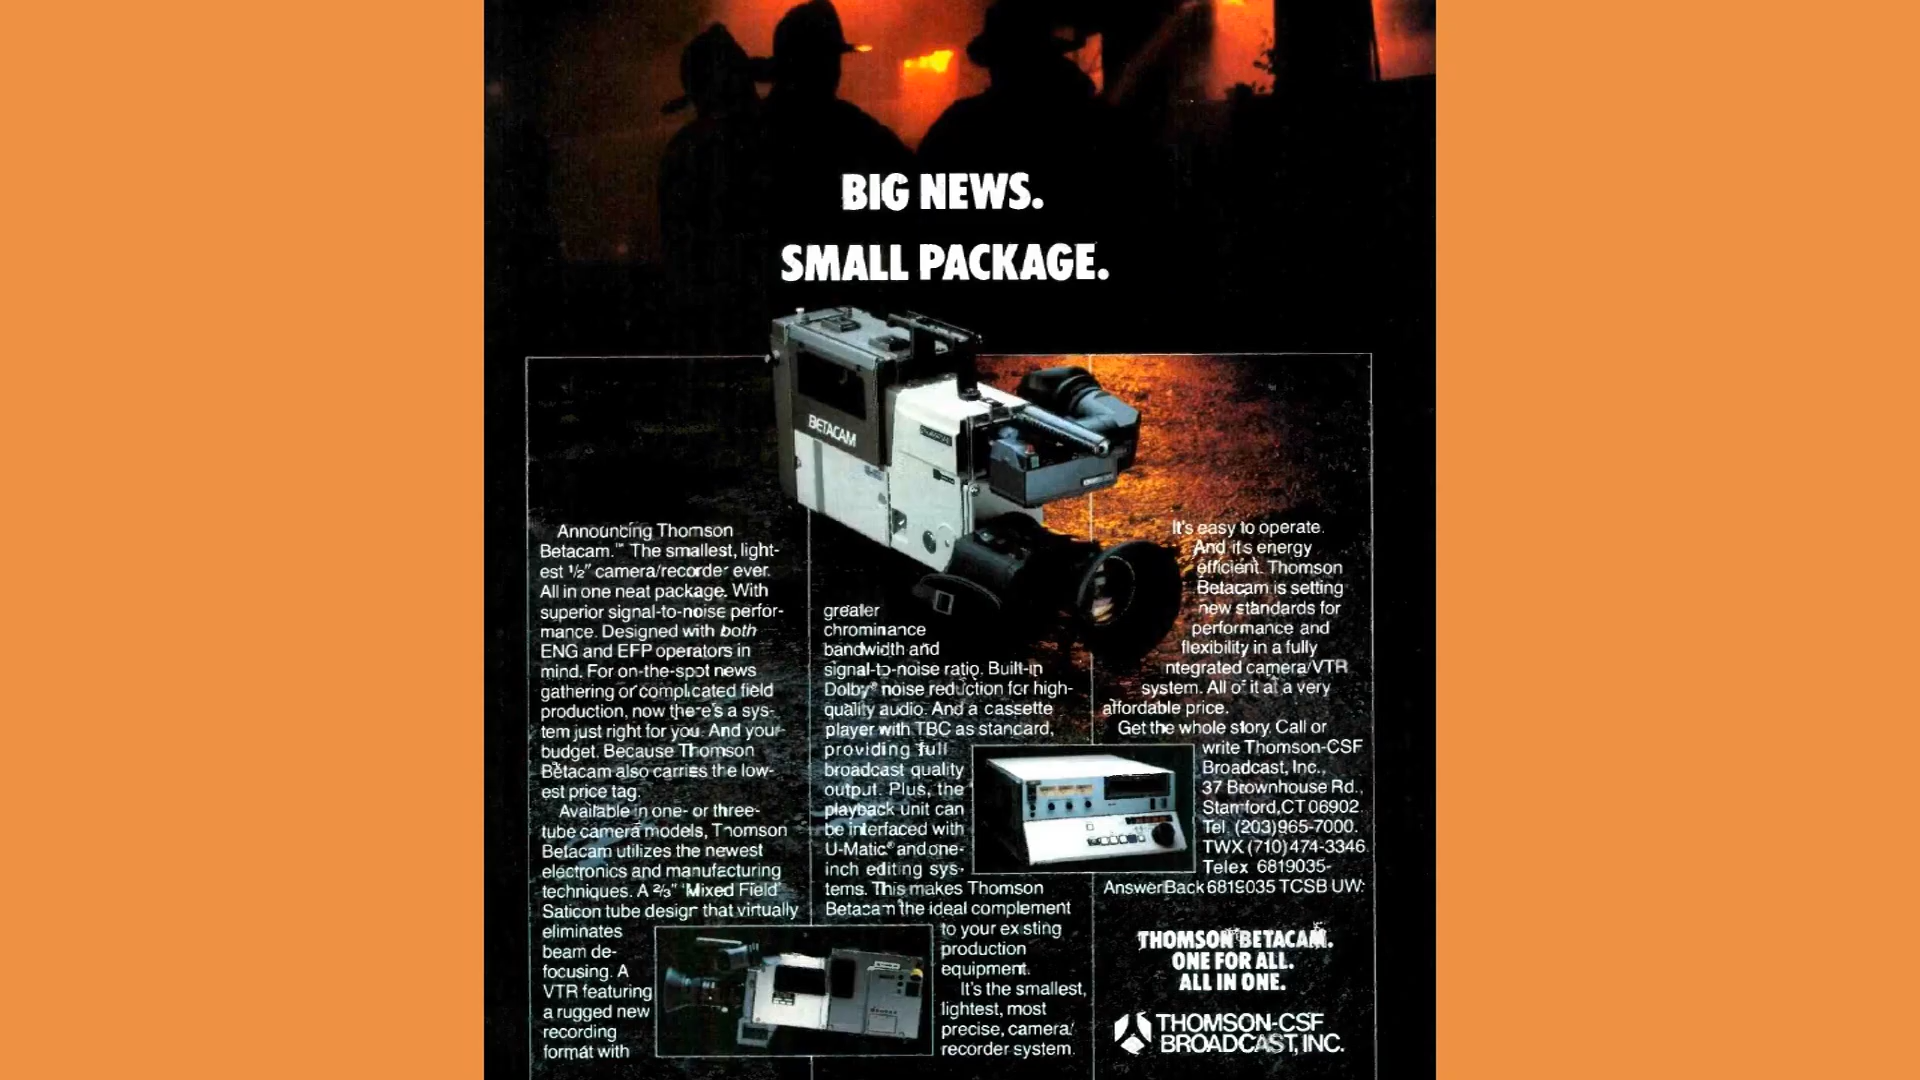 BIG NEWS.
SMALL PACKAGE.
BETACAM
Announcing Thomson
Betacam.™ The smallest, light-
est ½" camera/recorder ever.
All in one neat package. With
superior signal-to-noise perfor-
mance. Designed with both
ENG and EFP operators in
mind. For on-the-spot news
gathering or complicated field
production, now there's a sys-
tem just right for you. And your
budget. Because Thomson
Betacam also carries the low-
est price tag.
Available in one- or three-
tube camera models, Thomson
Betacam utilizes the newest
electronics and manufacturing
techniques. A ⅔" 'Mixed Field'
Saticon tube design that virtually
eliminates
beam de-
focusing. A
VTR featuring
a rugged new
recording
format with
greater
chrominance
bandwidth and
signal-to-noise ratio. Built-in
Dolby® noise reduction for high-
quality audio. And a cassette
player with TBC as standard,
providing full
broadcast quality
output. Plus, the
playback unit can
be interfaced with
U-Matic® and one-
inch editing sys-
tems. This makes Thomson
Betacam the ideal complement
to your existing
production
equipment.
It's the smallest,
lightest, most
precise, camera/
recorder system.
It's easy to operate.
And it's energy
efficient. Thomson
Betacam is setting
new standards for
performance and
flexibility in a fully
ntegrated camera/VTR
system. All of it at a very
affordable price.
Get the whole story. Call or
write Thomson-CSF
Broadcast, Inc.,
37 Brownhouse Rd.,
Stamford, CT 06902.
Tel. (203) 965-7000.
TWX (710) 474-3346.
Telex 6819035-
AnswerBack 6819035 TCSB UW.
THOMSON BETACAM.
ONE FOR ALL.
ALL IN ONE.
THOMSON-CSF
BROADCAST, INC.